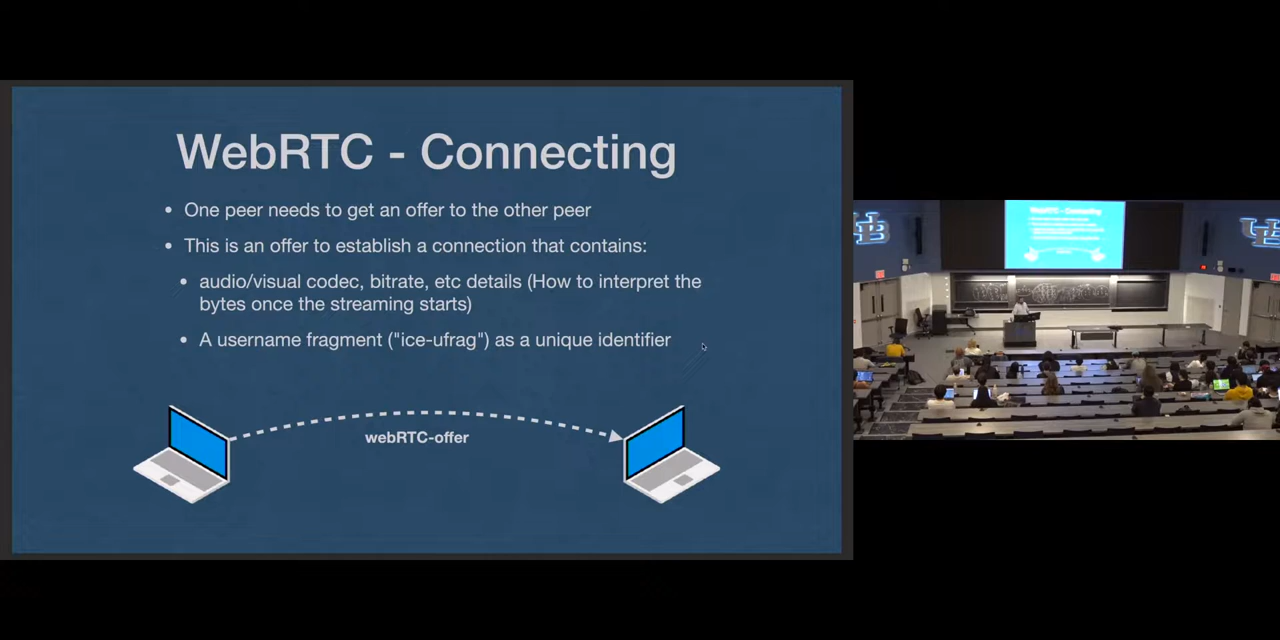 WebRTC - Connecting
• One peer needs to get an offer to the other peer
• This is an offer to establish a connection that contains:
• audio/visual codec, bitrate, etc details (How to interpret the
bytes once the streaming starts)
• A username fragment ("ice-ufrag") as a unique identifier
webRTC-offer
WebRTC - Connecting